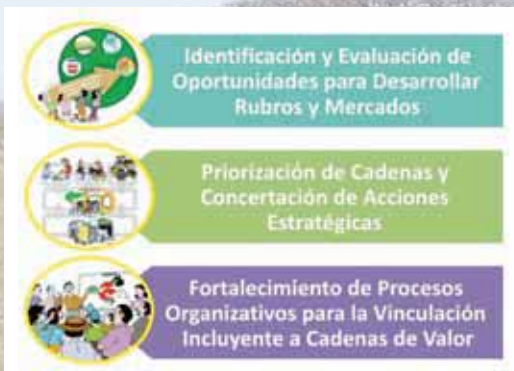 Identificación y Evaluación de
Oportunidades para Desarrollar
Rubros y Mercados
Priorización de Cadenas y
Concertación de Acciones
Estratégicas
Fortalecimiento de Procesos
Organizativos para la Vinculación
Incluyente a Cadenas de Valor